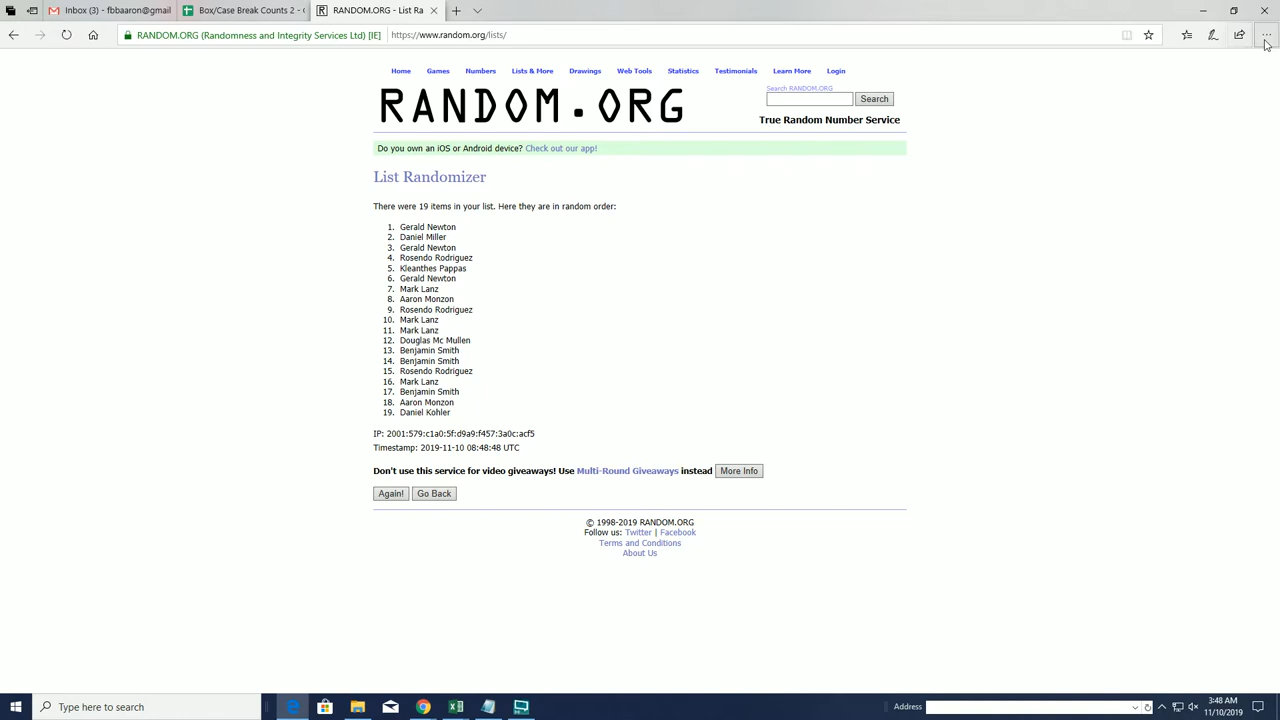 Inbox (3) - fbbaaron@gmail
Box/Case Break Counts 2 -
RANDOM.ORG - List Ra
RANDOM.ORG (Randomness and Integrity Services Ltd) [IE]
https://www.random.org/lists/
Home Games Numbers Lists & More Drawings Web Tools Statistics Testimonials Learn More Login
RANDOM.ORG
Search RANDOM.ORG
Search
True Random Number Service
Do you own an iOS or Android device? Check out our app!
List Randomizer
There were 19 items in your list. Here they are in random order:
1. Gerald Newton
2. Daniel Miller
3. Gerald Newton
4. Rosendo Rodriguez
5. Kleanthes Pappas
6. Gerald Newton
7. Mark Lanz
8. Aaron Monzon
9. Rosendo Rodriguez
10. Mark Lanz
11. Mark Lanz
12. Douglas Mc Mullen
13. Benjamin Smith
14. Benjamin Smith
15. Rosendo Rodriguez
16. Mark Lanz
17. Benjamin Smith
18. Aaron Monzon
19. Daniel Kohler
IP: 2001:579:c1a0:5f:d9a9:f457:3a0c:acf5
Timestamp: 2019-11-10 08:48:48 UTC
Don't use this service for video giveaways! Use Multi-Round Giveaways instead More Info
Again! Go Back
© 1998-2019 RANDOM.ORG
Follow us: Twitter | Facebook
Terms and Conditions
About Us
Type here to search
Address
3:48 AM
11/10/2019